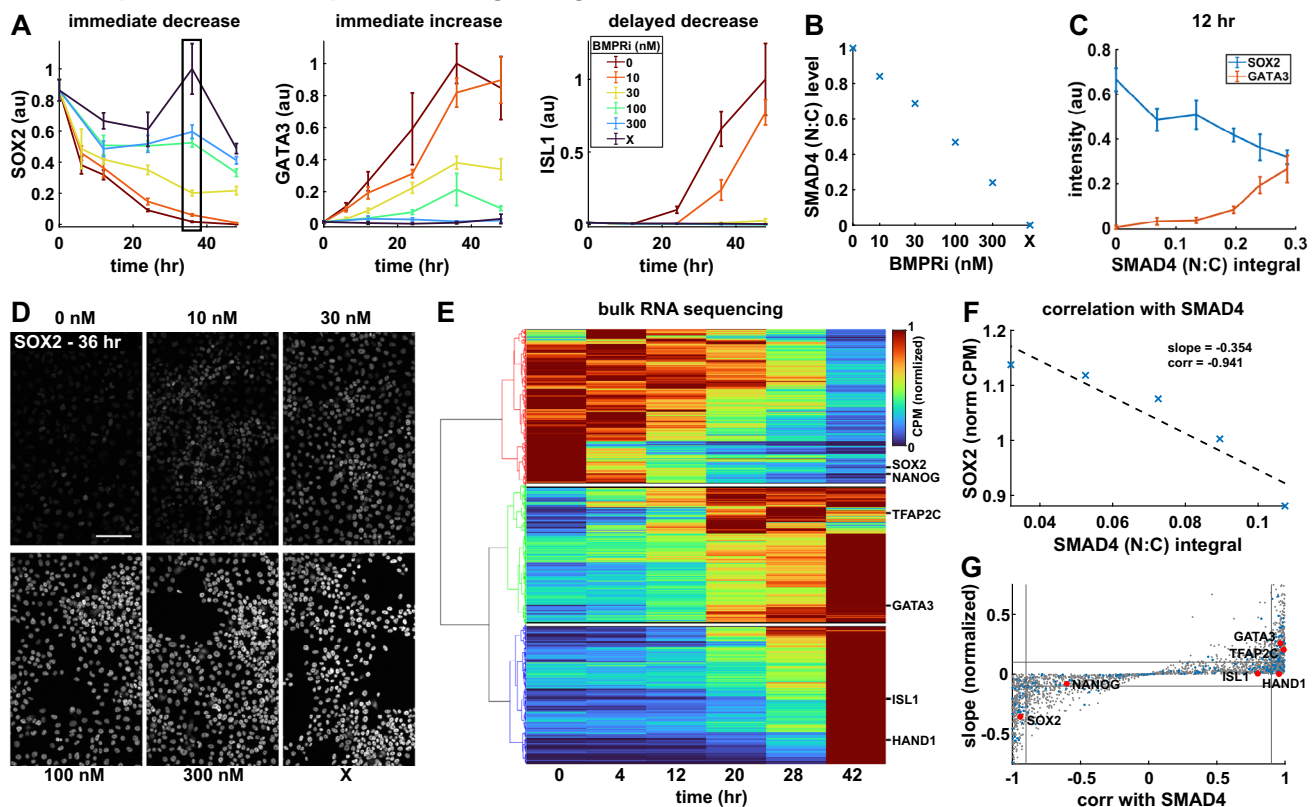 A
immediate decrease
SOX2 (au)
1
0.8
0.6
0.4
0.2
0
0
20
40
time (hr)
immediate increase
GATA3 (au)
1
0.8
0.6
0.4
0.2
0
0
20
40
time (hr)
delayed decrease
ISL1 (au)
1
0.5
0
BMPRi (nM)
0
10
30
100
300
X
0
20
40
time (hr)
B
SMAD4 (N:C) level
1
0.8
0.6
0.4
0.2
0
0
10
30
100
300
X
BMPRi (nM)
C
12 hr
intensity (au)
0.8
0.6
0.4
0.2
0
SOX2
GATA3
0
0.1
0.2
0.3
SMAD4 (N:C) integral
D
0 nM
10 nM
30 nM
SOX2 - 36 hr
100 nM
300 nM
X
E
bulk RNA sequencing
1
0
CPM (normlized)
SOX2
NANOG
TFAP2C
GATA3
ISL1
HAND1
0
4
12
20
28
42
time (hr)
F
correlation with SMAD4
SOX2 (norm CPM)
1.2
1.1
1
0.9
slope = -0.354
corr = -0.941
0.04
0.06
0.08
0.1
SMAD4 (N:C) integral
G
slope (normalized)
0.5
0
-0.5
GATA3
TFAP2C
ISL1
HAND1
NANOG
SOX2
-1
-0.5
0
0.5
1
corr with SMAD4